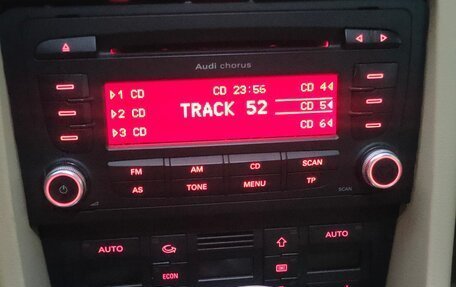 Audi chorus
1 CD CD 23:56 CD 4
2 CD TRACK 52 CD 5
3 CD CD 6
FM AM CD SCAN
AS TONE MENU TP
SCAN
AUTO AUTO
ECON